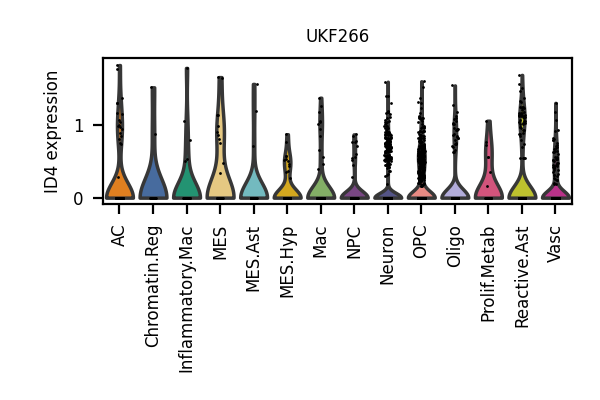 UKF266
ID4 expression
1
0
AC
Chromatin.Reg
Inflammatory.Mac
MES
MES.Ast
MES.Hyp
Mac
NPC
Neuron
OPC
Oligo
Prolif.Metab
Reactive.Ast
Vasc